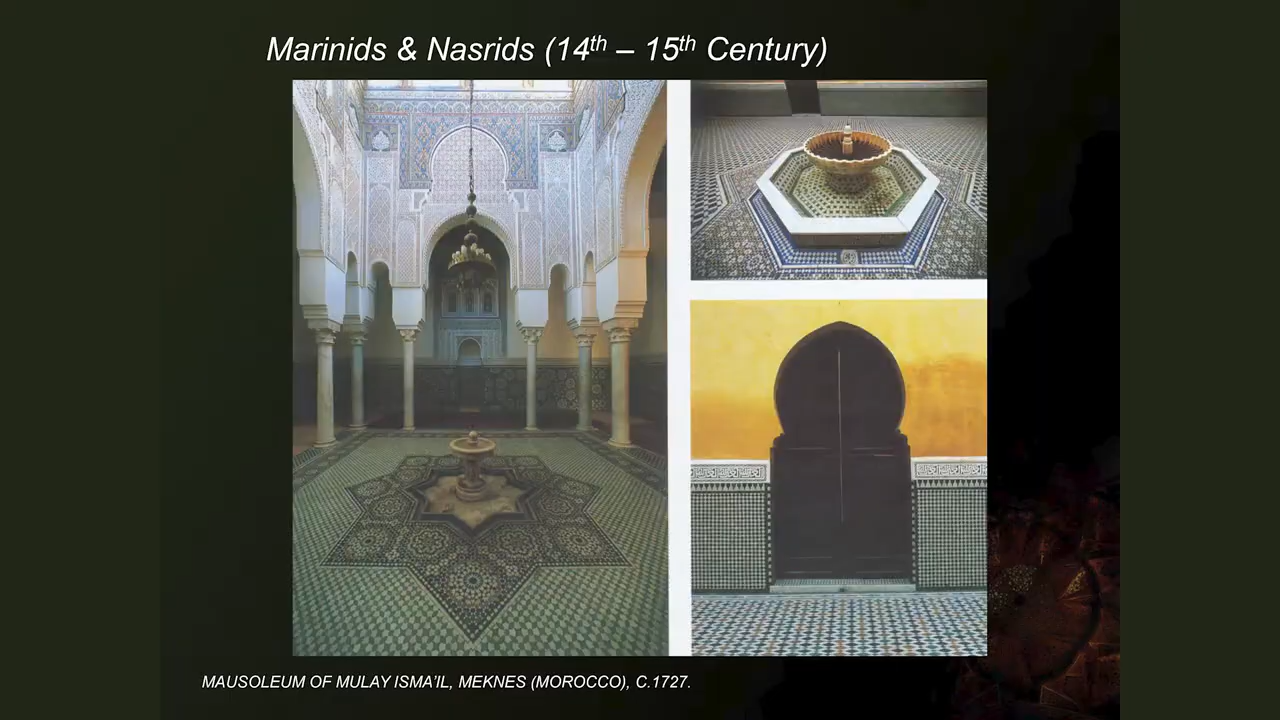 Marinids & Nasrids (14th – 15th Century)
MAUSOLEUM OF MULAY ISMA'IL, MEKNES (MOROCCO), C.1727.